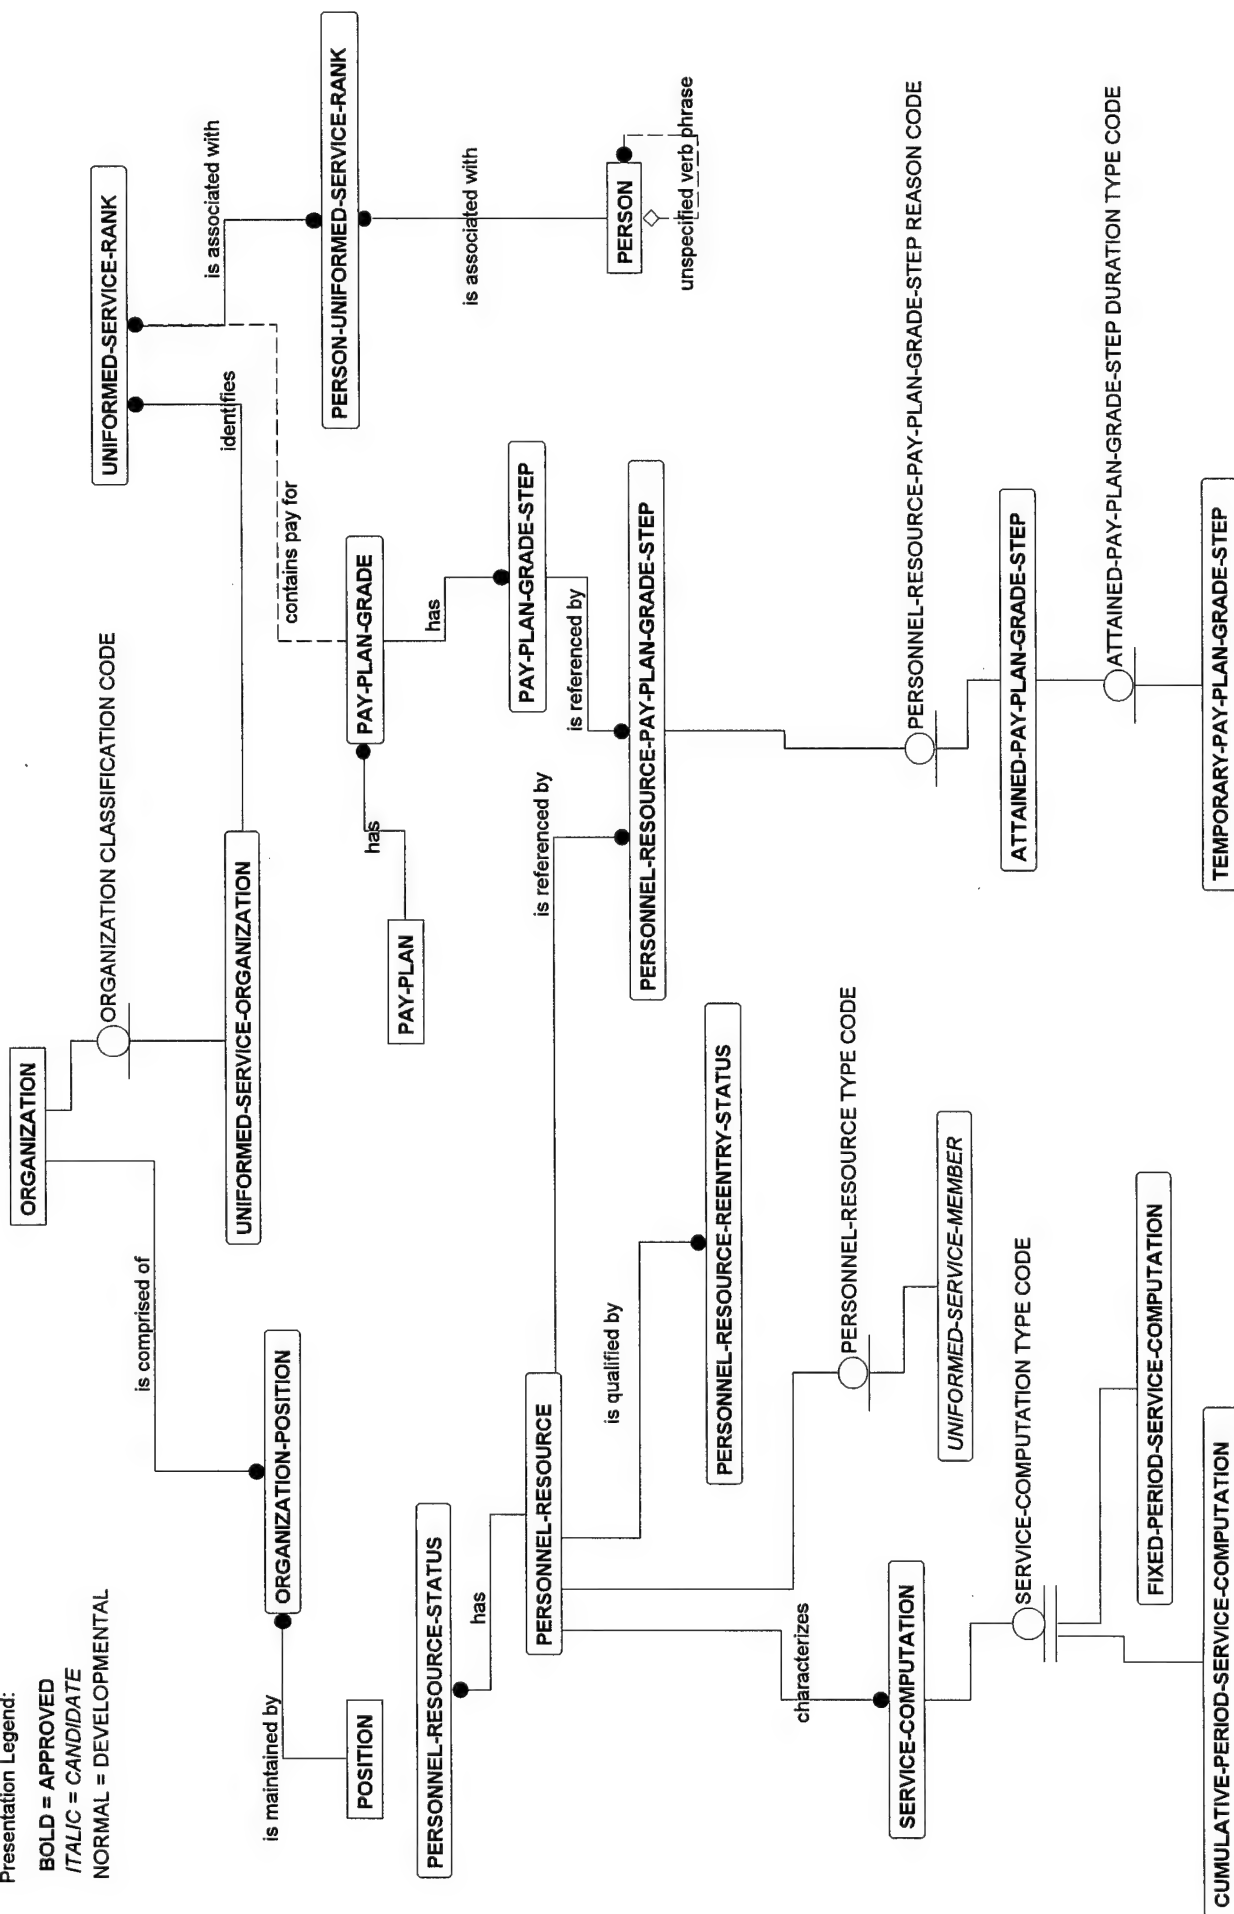 Presentation Legend:
BOLD = APPROVED
ITALIC = CANDIDATE
NORMAL = DEVELOPMENTAL
ORGANIZATION
ORGANIZATION CLASSIFICATION CODE
is comprised of
UNIFORMED-SERVICE-ORGANIZATION
identifies
UNIFORMED-SERVICE-RANK
is associated with
PERSON-UNIFORMED-SERVICE-RANK
is associated with
PERSON
unspecified verb phrase
contains pay for
is maintained by
ORGANIZATION-POSITION
POSITION
PAY-PLAN
has
PAY-PLAN-GRADE
has
PAY-PLAN-GRADE-STEP
is referenced by
PERSONNEL-RESOURCE-STATUS
has
PERSONNEL-RESOURCE
is referenced by
PERSONNEL-RESOURCE-PAY-PLAN-GRADE-STEP
is qualified by
PERSONNEL-RESOURCE-REENTRY-STATUS
characterizes
PERSONNEL-RESOURCE TYPE CODE
PERSONNEL-RESOURCE-PAY-PLAN-GRADE-STEP REASON CODE
SERVICE-COMPUTATION
UNIFORMED-SERVICE-MEMBER
ATTAINED-PAY-PLAN-GRADE-STEP
SERVICE-COMPUTATION TYPE CODE
ATTAINED-PAY-PLAN-GRADE-STEP DURATION TYPE CODE
FIXED-PERIOD-SERVICE-COMPUTATION
CUMULATIVE-PERIOD-SERVICE-COMPUTATION
TEMPORARY-PAY-PLAN-GRADE-STEP